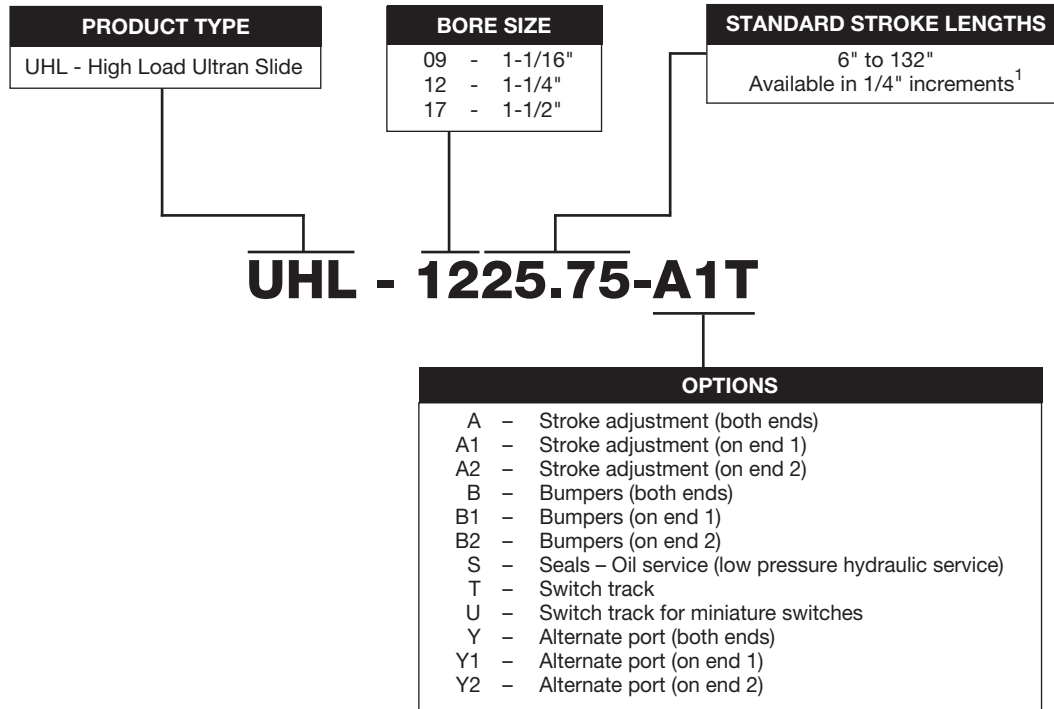 PRODUCT TYPE
UHL - High Load Ultran Slide
BORE SIZE
09 - 1-1/16"
12 - 1-1/4"
17 - 1-1/2"
STANDARD STROKE LENGTHS
6" to 132"
Available in 1/4" increments1
UHL - 1225.75-A1T
OPTIONS
A – Stroke adjustment (both ends)
A1 – Stroke adjustment (on end 1)
A2 – Stroke adjustment (on end 2)
B – Bumpers (both ends)
B1 – Bumpers (on end 1)
B2 – Bumpers (on end 2)
S – Seals – Oil service (low pressure hydraulic service)
T – Switch track
U – Switch track for miniature switches
Y – Alternate port (both ends)
Y1 – Alternate port (on end 1)
Y2 – Alternate port (on end 2)